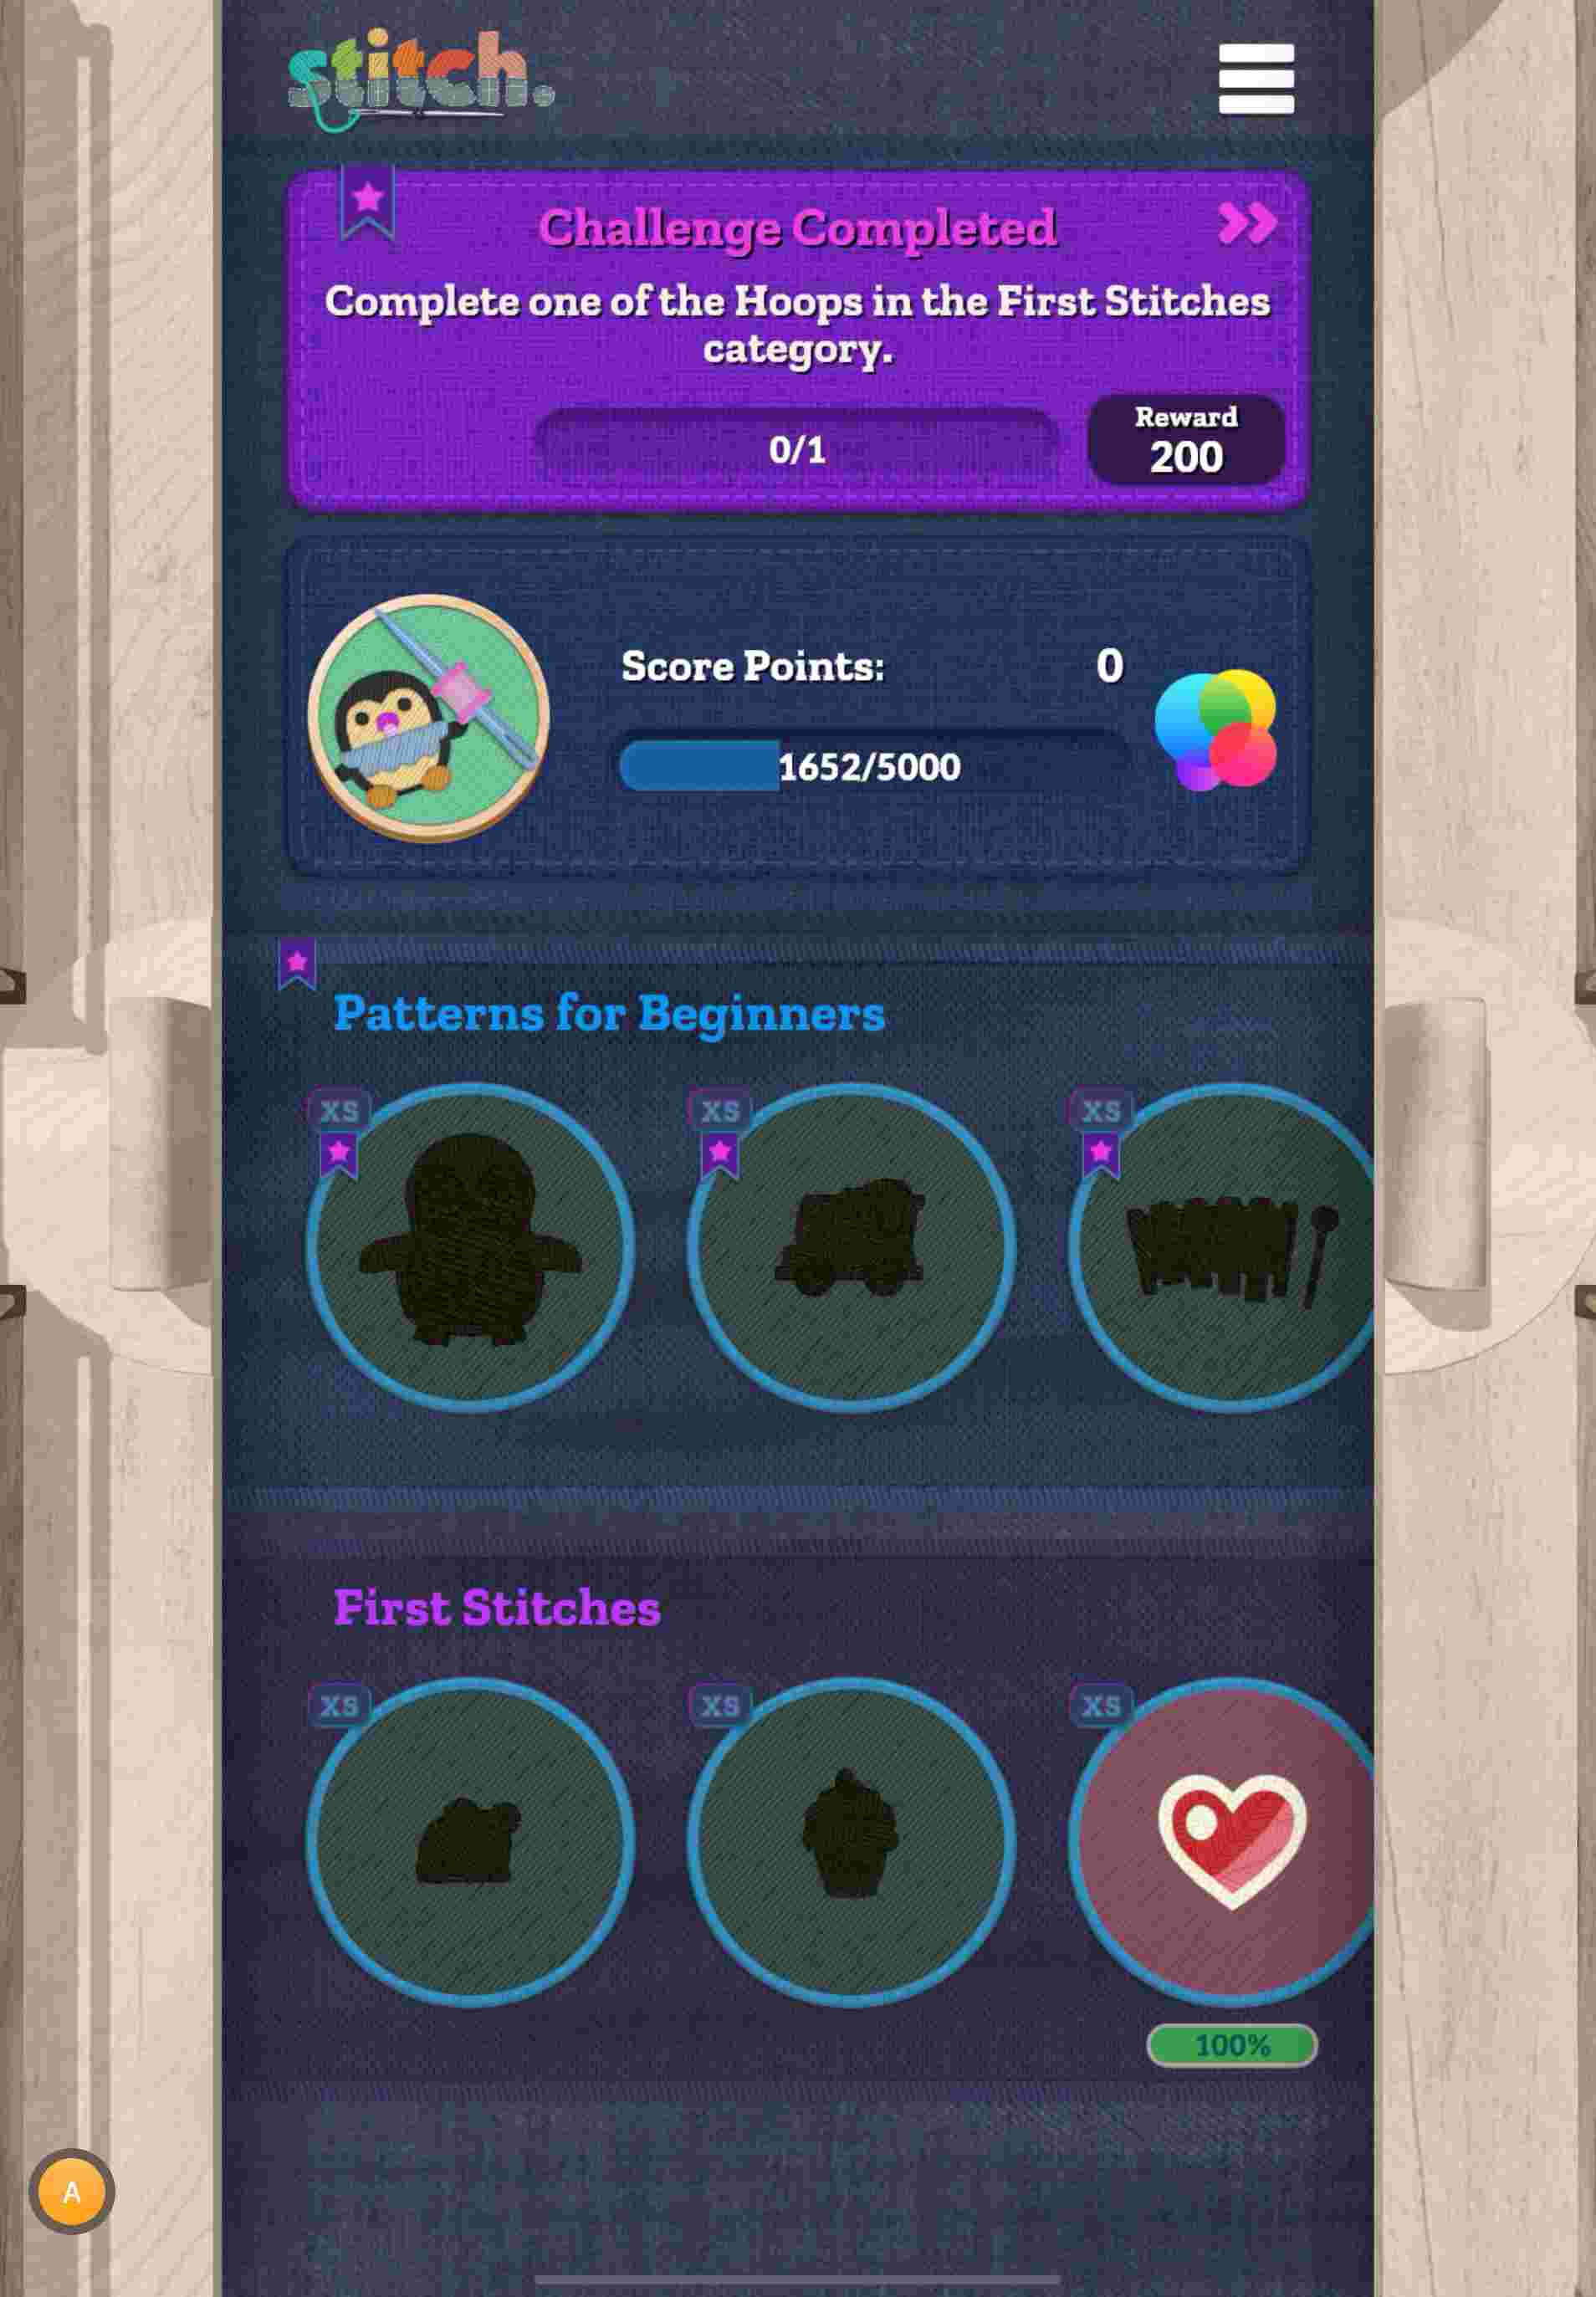 stitch.
Challenge Completed
Complete one of the Hoops in the First Stitches
category.
0/1
Reward
200
Score Points: 0
1652/5000
Patterns for Beginners
XS XS XS
First Stitches
XS XS XS
100%
A